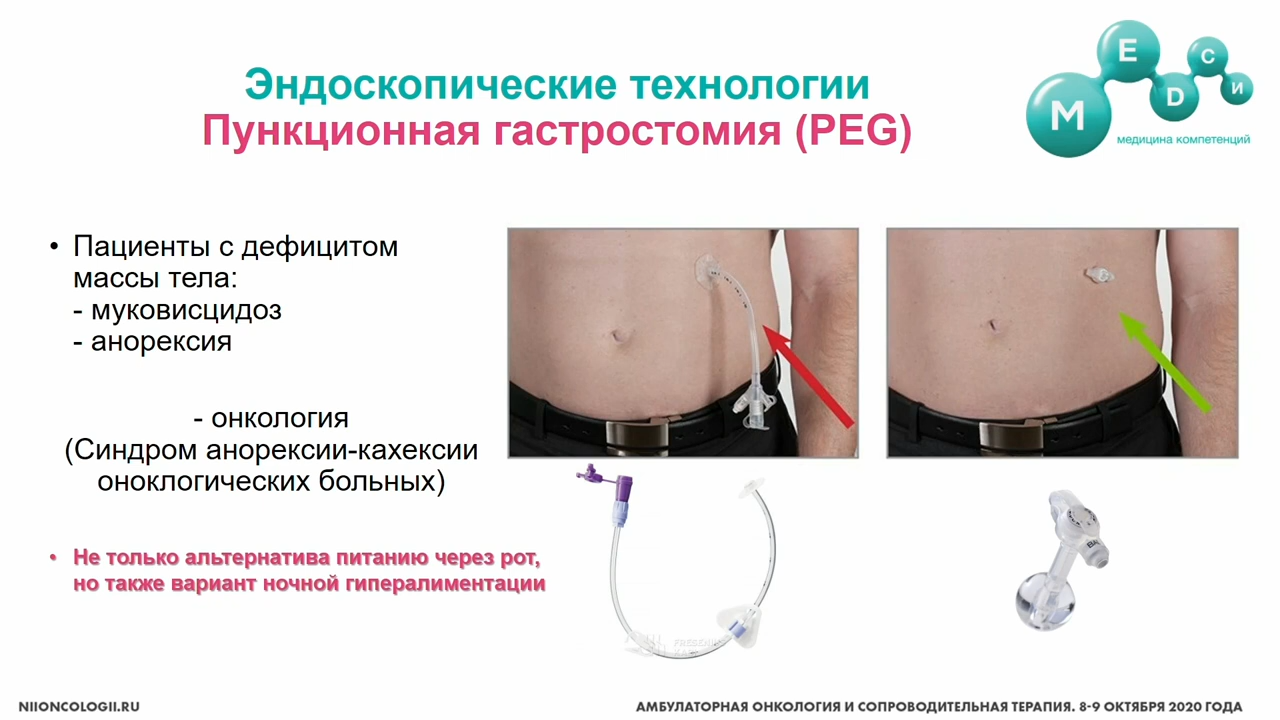 Эндоскопические технологии
Пункционная гастростомия (PEG)
М Е D С И
медицина компетенций
• Пациенты с дефицитом
массы тела:
- муковисцидоз
- анорексия
- онкология
(Синдром анорексии-кахексии
оноклогических больных)
• Не только альтернатива питанию через рот,
но также вариант ночной гипералиментации
NIIONCOLOGII.RU
АМБУЛАТОРНАЯ ОНКОЛОГИЯ И СОПРОВОДИТЕЛЬНАЯ ТЕРАПИЯ. 8-9 ОКТЯБРЯ 2020 ГОДА